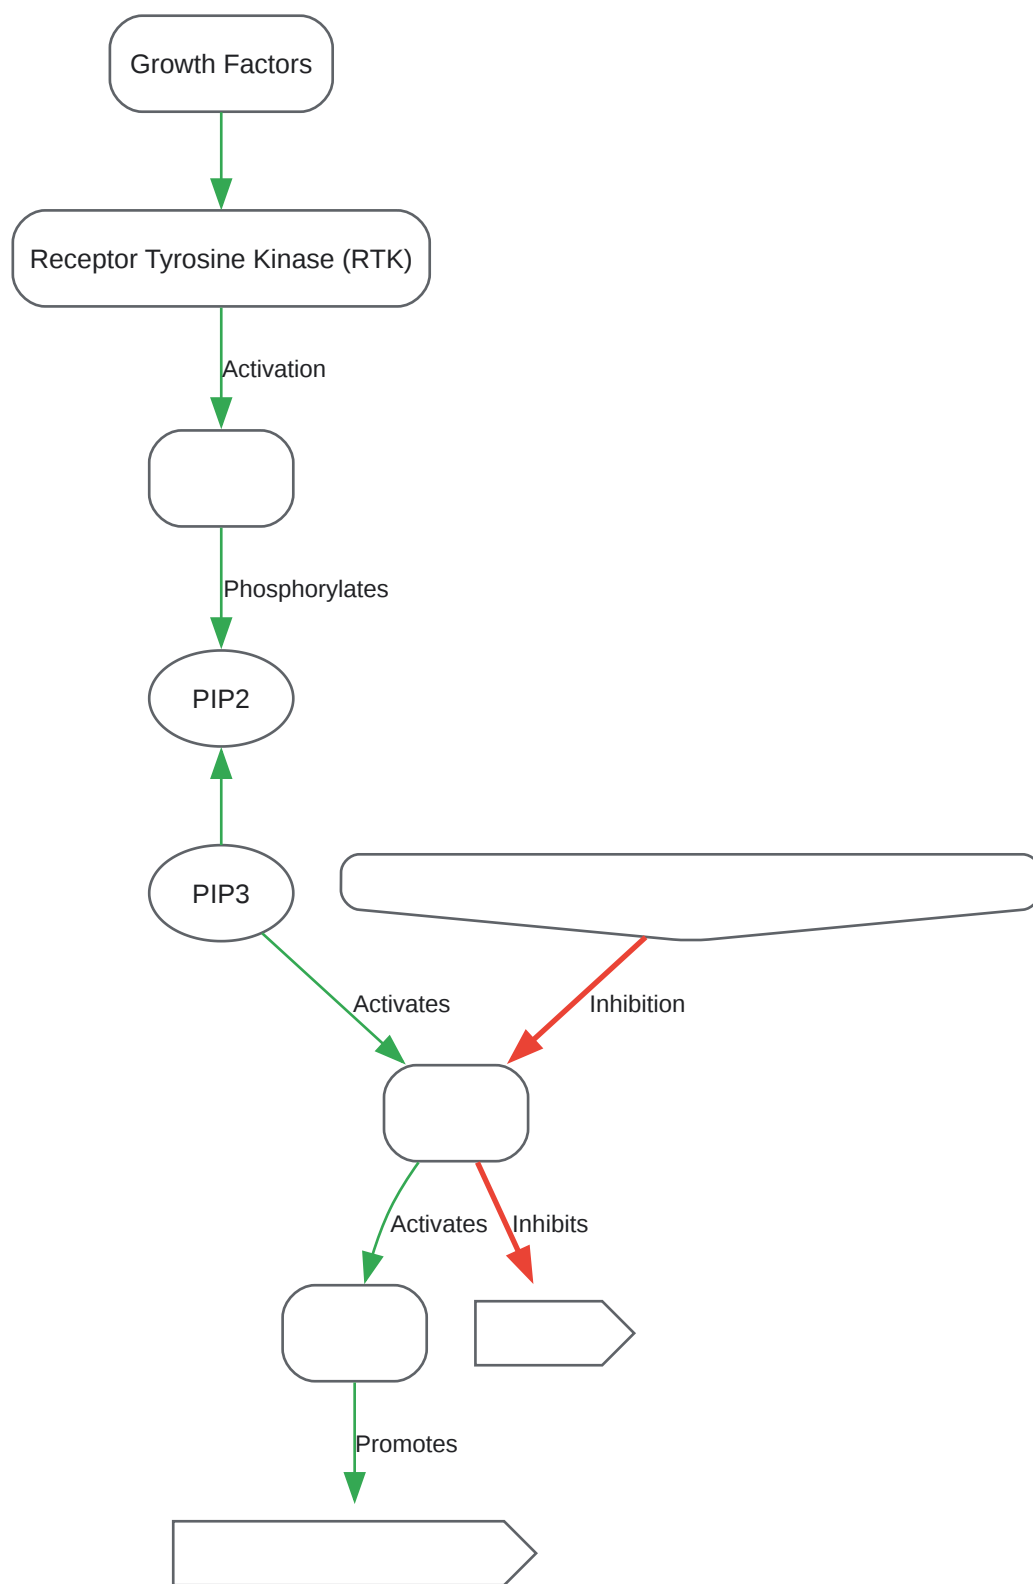 Growth Factors
Receptor Tyrosine Kinase (RTK)
Activation
Phosphorylates
PIP2
PIP3
Activates
Inhibition
Activates
Inhibits
Promotes